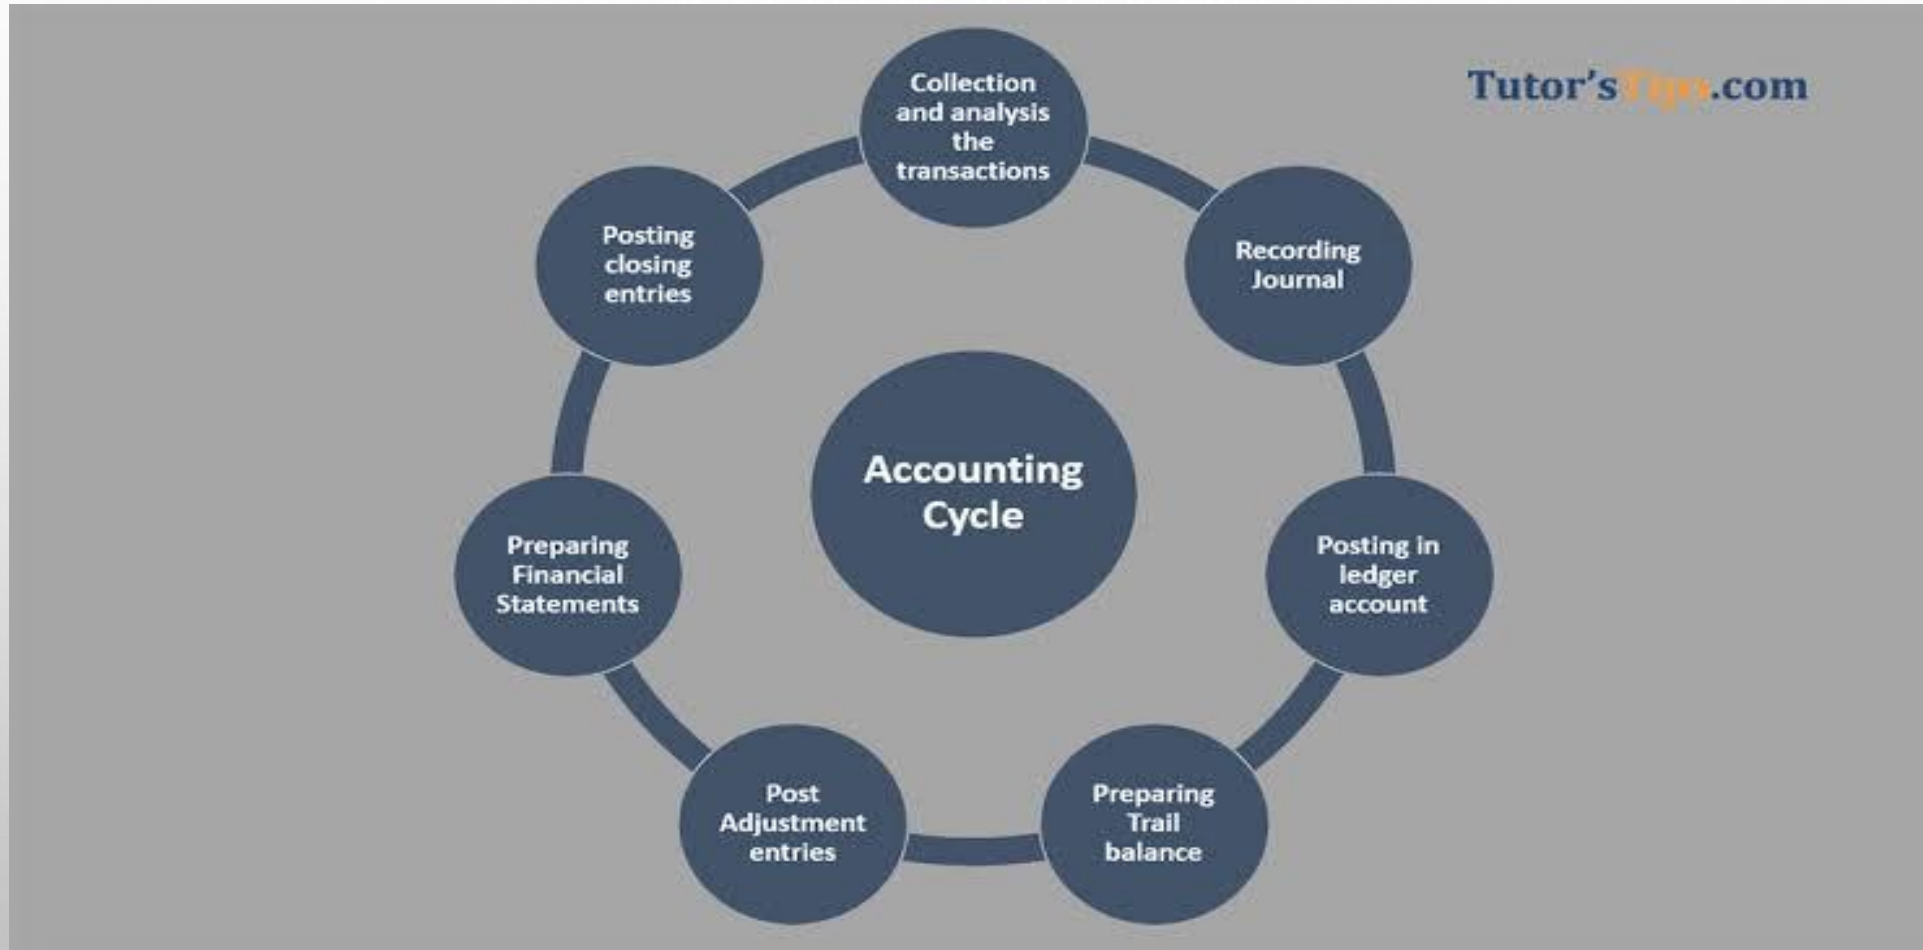 Tutor'sTips.com
Collection
and analysis
the
transactions
Recording
Journal
Posting in
ledger
account
Preparing
Trail
balance
Post
Adjustment
entries
Preparing
Financial
Statements
Posting
closing
entries
Accounting
Cycle